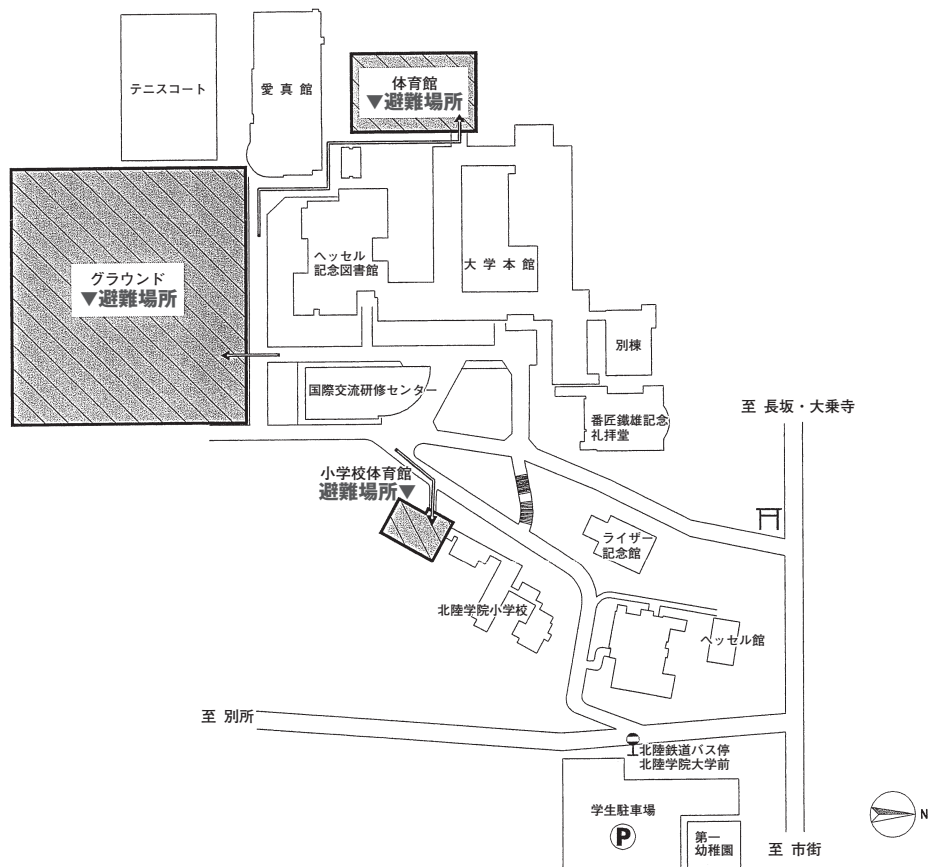 テニスコート
愛真館
体育館
▼避難場所
グラウンド
▼避難場所
ヘッセル
記念図書館
大学本館
別棟
国際交流研修センター
番匠鐵雄記念
礼拝堂
至 長坂・大乗寺
小学校体育館
避難場所▼
ライザー
記念館
北陸学院小学校
ヘッセル館
至 別所
北陸鉄道バス停
北陸学院大学前
学生駐車場
P
第一
幼稚園
至 市街
N